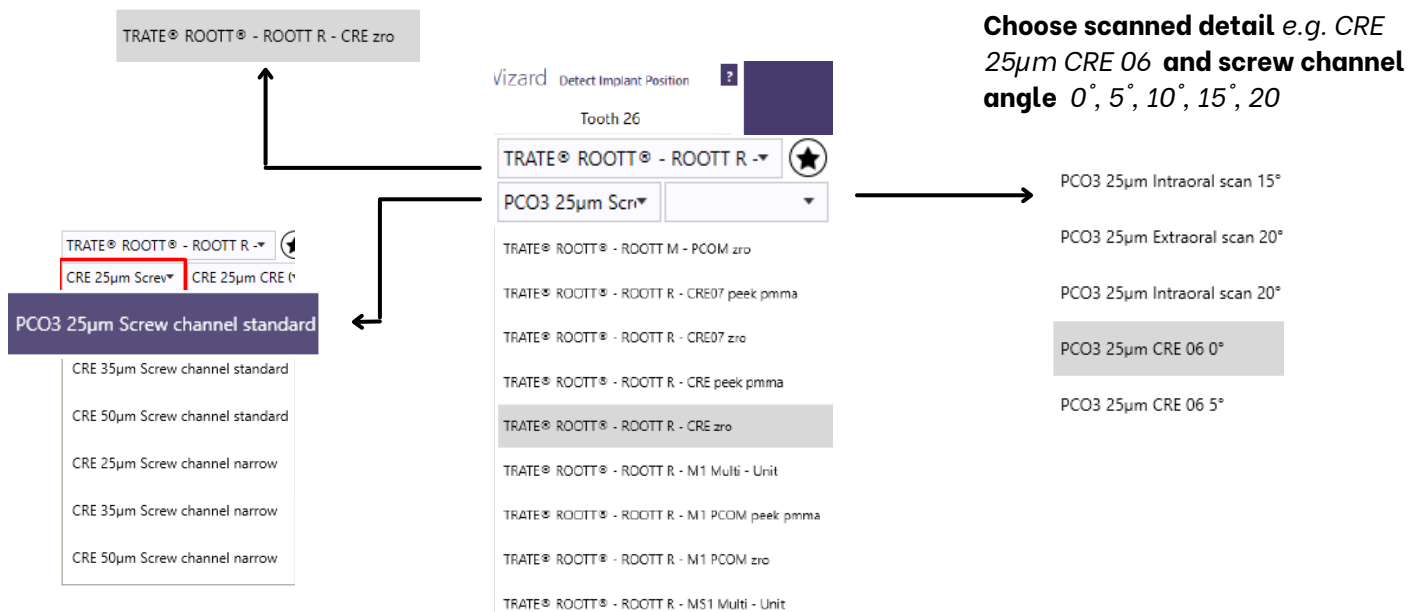 TRATE® ROOTT® - ROOTT R - CRE zro
Choose scanned detail e.g. CRE
25µm CRE 06 and screw channel
angle 0°, 5°, 10°, 15°, 20
Wizard Detect Implant Position ?
Tooth 26
TRATE® ROOTT® - ROOTT R -
PCO3 25µm Scr
TRATE® ROOTT® - ROOTT M - PCOM zro
TRATE® ROOTT® - ROOTT R - CRE07 peek pmma
TRATE® ROOTT® - ROOTT R - CRE07 zro
TRATE® ROOTT® - ROOTT R - CRE peek pmma
TRATE® ROOTT® - ROOTT R - CRE zro
TRATE® ROOTT® - ROOTT R - M1 Multi - Unit
TRATE® ROOTT® - ROOTT R - M1 PCOM peek pmma
TRATE® ROOTT® - ROOTT R - M1 PCOM zro
TRATE® ROOTT® - ROOTT R - MS1 Multi - Unit
TRATE® ROOTT® - ROOTT R -
CRE 25µm Screw
CRE 25µm CRE
PCO3 25µm Screw channel standard
CRE 35µm Screw channel standard
CRE 50µm Screw channel standard
CRE 25µm Screw channel narrow
CRE 35µm Screw channel narrow
CRE 50µm Screw channel narrow
PCO3 25µm Intraoral scan 15°
PCO3 25µm Extraoral scan 20°
PCO3 25µm Intraoral scan 20°
PCO3 25µm CRE 06 0°
PCO3 25µm CRE 06 5°